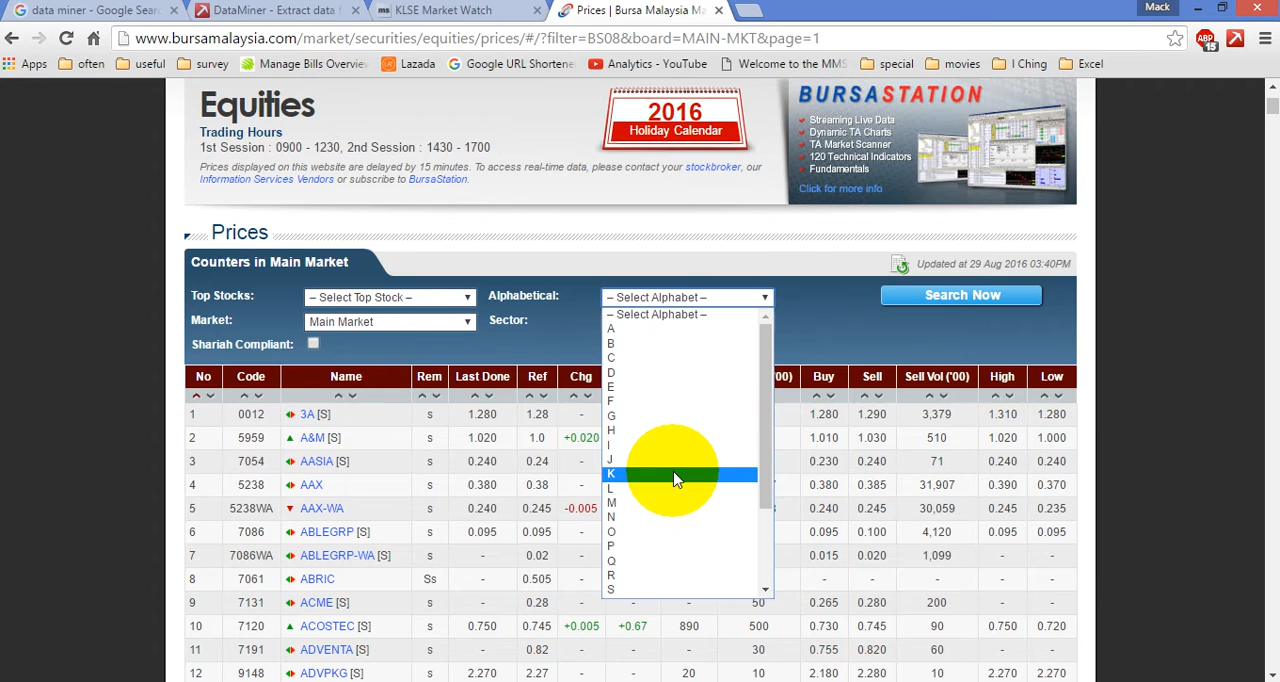 data miner - Google Sear
DataMiner - Extract data f
KLSE Market Watch
Prices | Bursa Malaysia Ma
Mack
www.bursamalaysia.com/market/securities/equities/prices/#/?filter=BS08&board=MAIN-MKT&page=1
ABP
15
Apps
often
useful
survey
Manage Bills Overvie
Lazada
Google URL Shortene
Analytics - YouTube
Welcome to the MMS
special
movies
I Ching
Excel
Equities
Trading Hours
1st Session : 0900 - 1230, 2nd Session : 1430 - 1700
Prices displayed on this website are delayed by 15 minutes. To access real-time data, please contact your stockbroker, our
Information Services Vendors or subscribe to BursaStation.
2016
Holiday Calendar
BURSASTATION
Streaming Live Data
Dynamic TA Charts
TA Market Scanner
120 Technical Indicators
Fundamentals
Click for more info
Prices
Counters in Main Market
Updated at 29 Aug 2016 03:40PM
Top Stocks: – Select Top Stock – Alphabetical: – Select Alphabet – Search Now
Market: Main Market Sector:
Shariah Compliant:
– Select Alphabet –
A
B
C
D
E
F
G
H
I
J
K
L
M
N
O
P
Q
R
S
No Code Name Rem Last Done Ref Chg '00) Buy Sell Sell Vol ('00) High Low
1 0012 3A [S] s 1.280 1.28 - 1.280 1.290 3,379 1.310 1.280
2 5959 A&M [S] s 1.020 1.0 +0.020 1.010 1.030 510 1.020 1.000
3 7054 AASIA [S] s 0.240 0.24 - 0.230 0.240 71 0.240 0.240
4 5238 AAX s 0.380 0.38 - 0.380 0.385 31,907 0.390 0.370
5 5238WA AAX-WA s 0.240 0.245 -0.005 0.240 0.245 30,059 0.245 0.235
6 7086 ABLEGRP [S] s 0.095 0.095 - 0.095 0.100 4,120 0.095 0.095
7 7086WA ABLEGRP-WA [S] s - 0.02 - 0.015 0.020 1,099 - -
8 7061 ABRIC Ss - 0.505 - - - - - -
9 7131 ACME [S] s - 0.28 - - - 50 0.265 0.280 200 - -
10 7120 ACOSTEC [S] s 0.750 0.745 +0.005 +0.67 890 500 0.730 0.745 90 0.750 0.720
11 7191 ADVENTA [S] s - 0.82 - - - 30 0.755 0.820 60 - -
12 9148 ADVPKG [S] s 2.270 2.27 - - 20 10 2.080 2.270 10 2.270 2.270